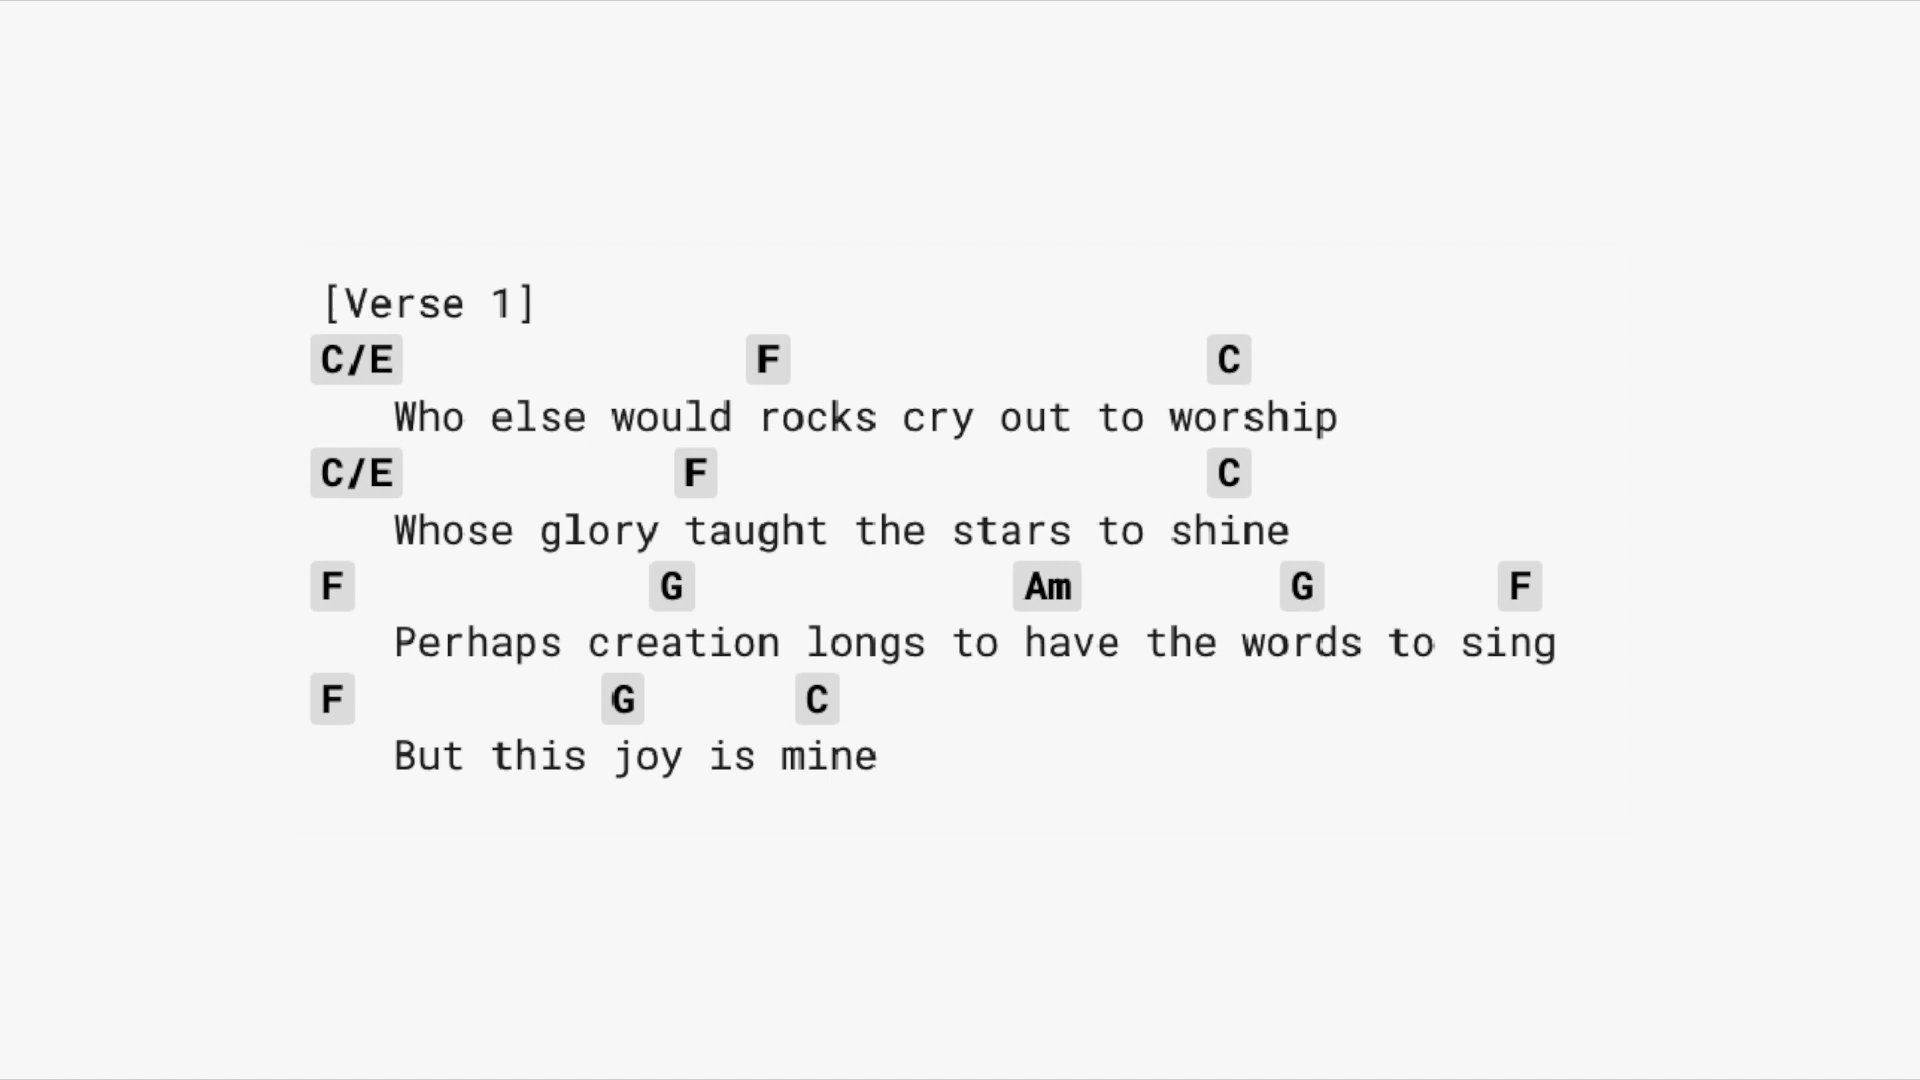 [Verse 1]
C/E F C
Who else would rocks cry out to worship
C/E F C
Whose glory taught the stars to shine
F G Am G F
Perhaps creation longs to have the words to sing
F G C
But this joy is mine